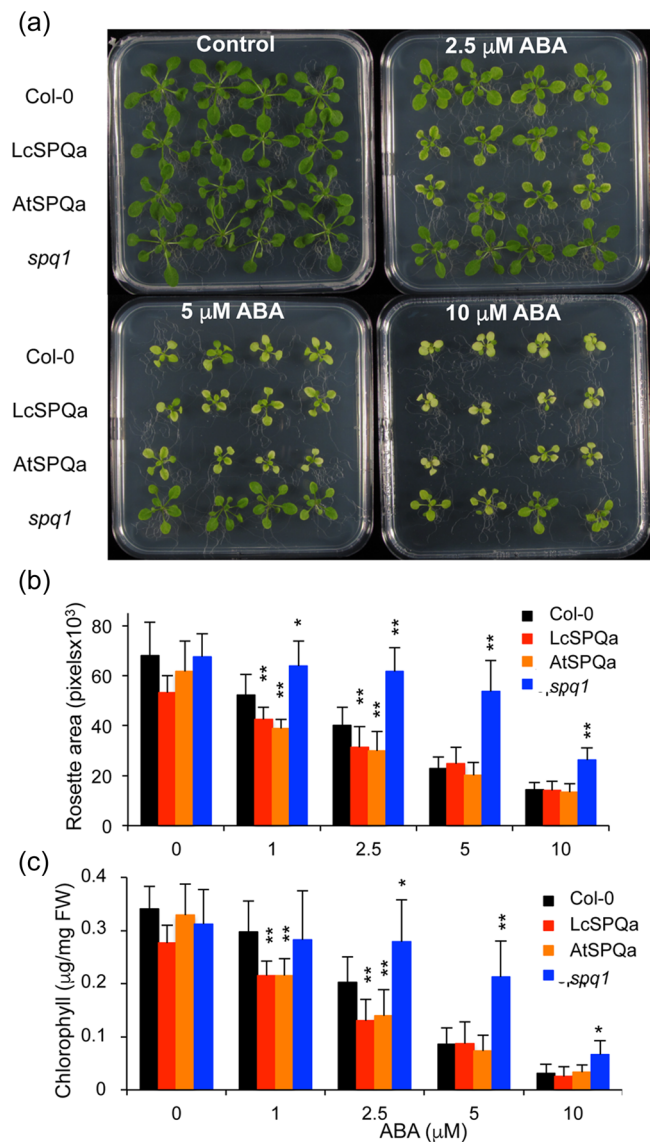 (a)
Control
2.5 μM ABA
Col-0
LcSPQa
AtSPQa
spq1
5 μM ABA
10 μM ABA
Col-0
LcSPQa
AtSPQa
spq1
(b)
Rosette area (pixelsx10³)
80
60
40
20
0
** ** *
** ** **
**
**
Col-0
LcSPQa
AtSPQa
spq1
0 1 2.5 5 10
(c)
Chlorophyll (μg/mg FW)
0.4
0.3
0.2
0.1
0
** **
** ** *
**
*
Col-0
LcSPQa
AtSPQa
spq1
0 1 2.5 5 10
ABA (μM)